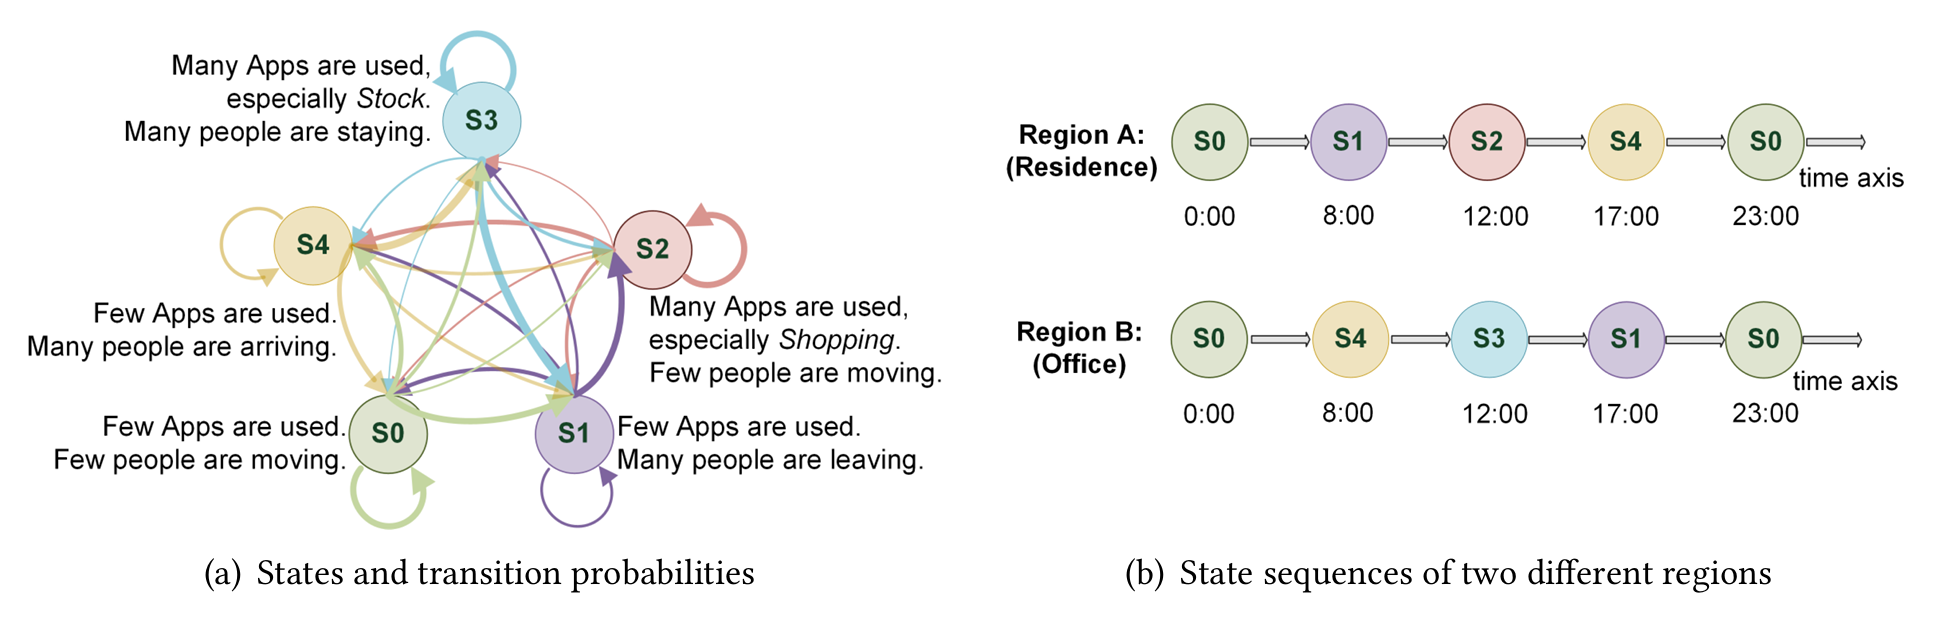 Many Apps are used,
especially Stock.
Many people are staying.
S3
S4
S2
Few Apps are used.
Many people are arriving.
Many Apps are used,
especially Shopping.
Few people are moving.
Few Apps are used.
Few people are moving.
S0
S1
Few Apps are used.
Many people are leaving.
(a) States and transition probabilities
Region A:
(Residence)
S0 S1 S2 S4 S0
time axis
0:00 8:00 12:00 17:00 23:00
Region B:
(Office)
S0 S4 S3 S1 S0
time axis
0:00 8:00 12:00 17:00 23:00
(b) State sequences of two different regions